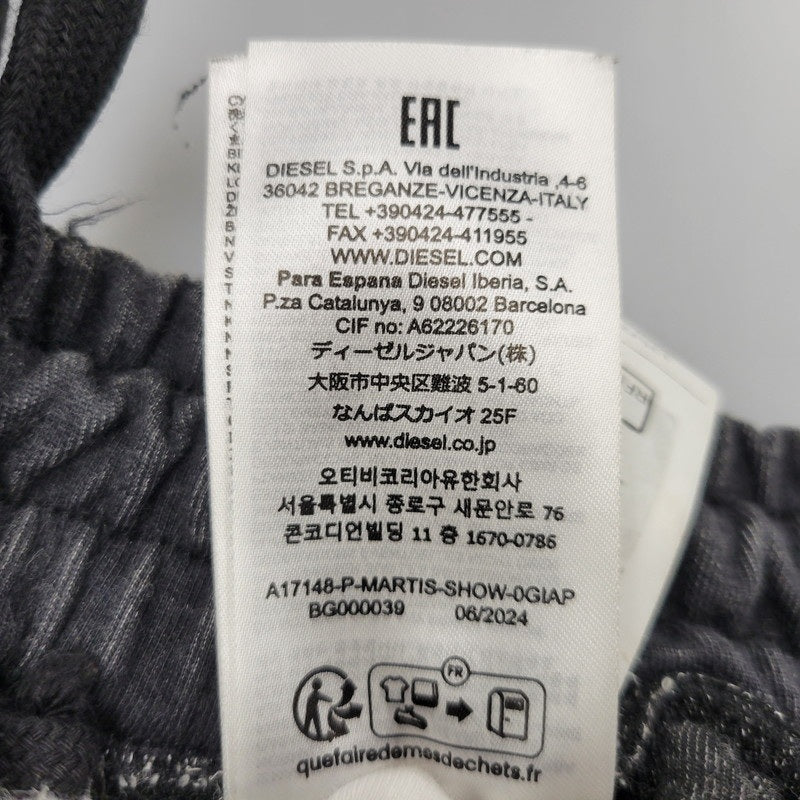 EAC
DIESEL S.p.A. Via dell'Industria ,4-6
36042 BREGANZE-VICENZA-ITALY
TEL +390424-477555 -
FAX +390424-411955
WWW.DIESEL.COM
Para Espana Diesel Iberia, S.A.
P.za Catalunya, 9 08002 Barcelona
CIF no: A62226170
ディーゼルジャパン(株)
大阪市中央区難波 5-1-60
なんばスカイオ 25F
www.diesel.co.jp
오티비코리아유한회사
서울특별시 종로구 새문안로 76
콘코디언빌딩 11 층 1670-0786
A17148-P-MARTIS-SHOW-0GIAP
BG000039 06/2024
FR
quefairedemesdechets.fr